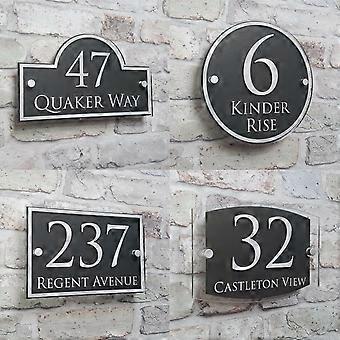 47
QUAKER WAY
6
KINDER
RISE
237
REGENT AVENUE
32
CASTLETON VIEW